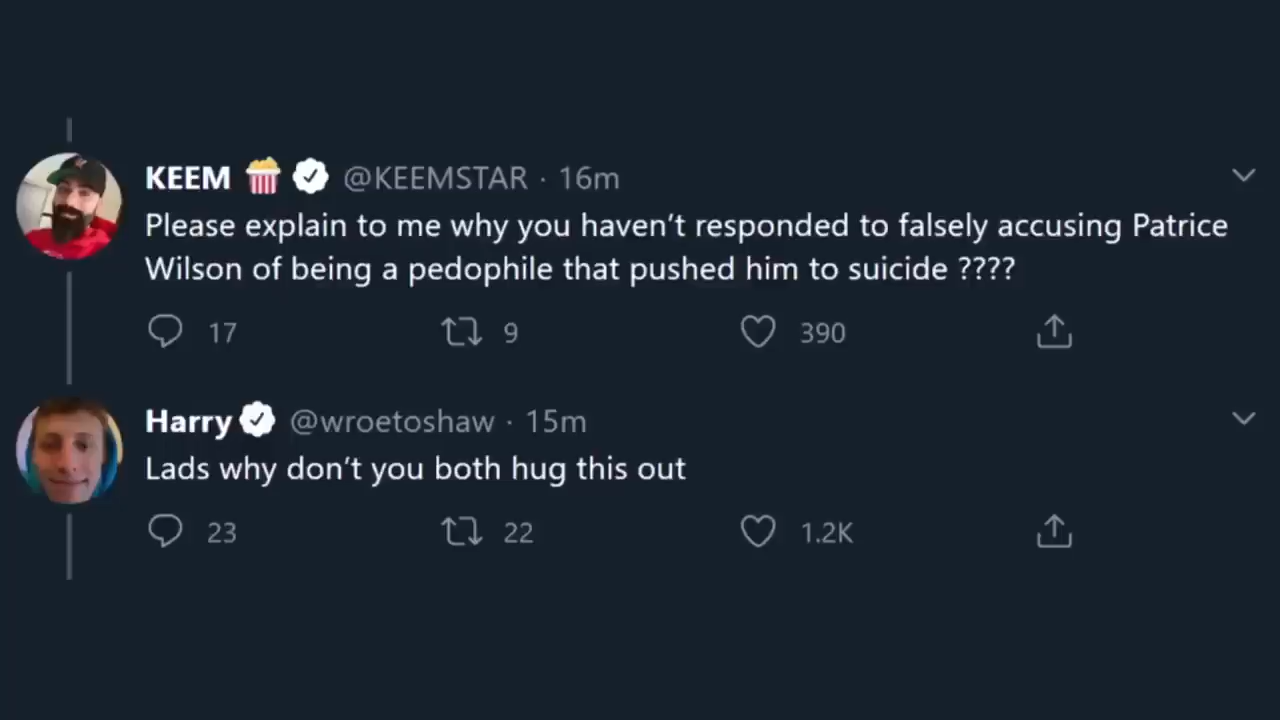 KEEM 🍿 @KEEMSTAR · 16m
Please explain to me why you haven’t responded to falsely accusing Patrice
Wilson of being a pedophile that pushed him to suicide ????
17 9 390
Harry @wroetoshaw · 15m
Lads why don’t you both hug this out
23 22 1.2K